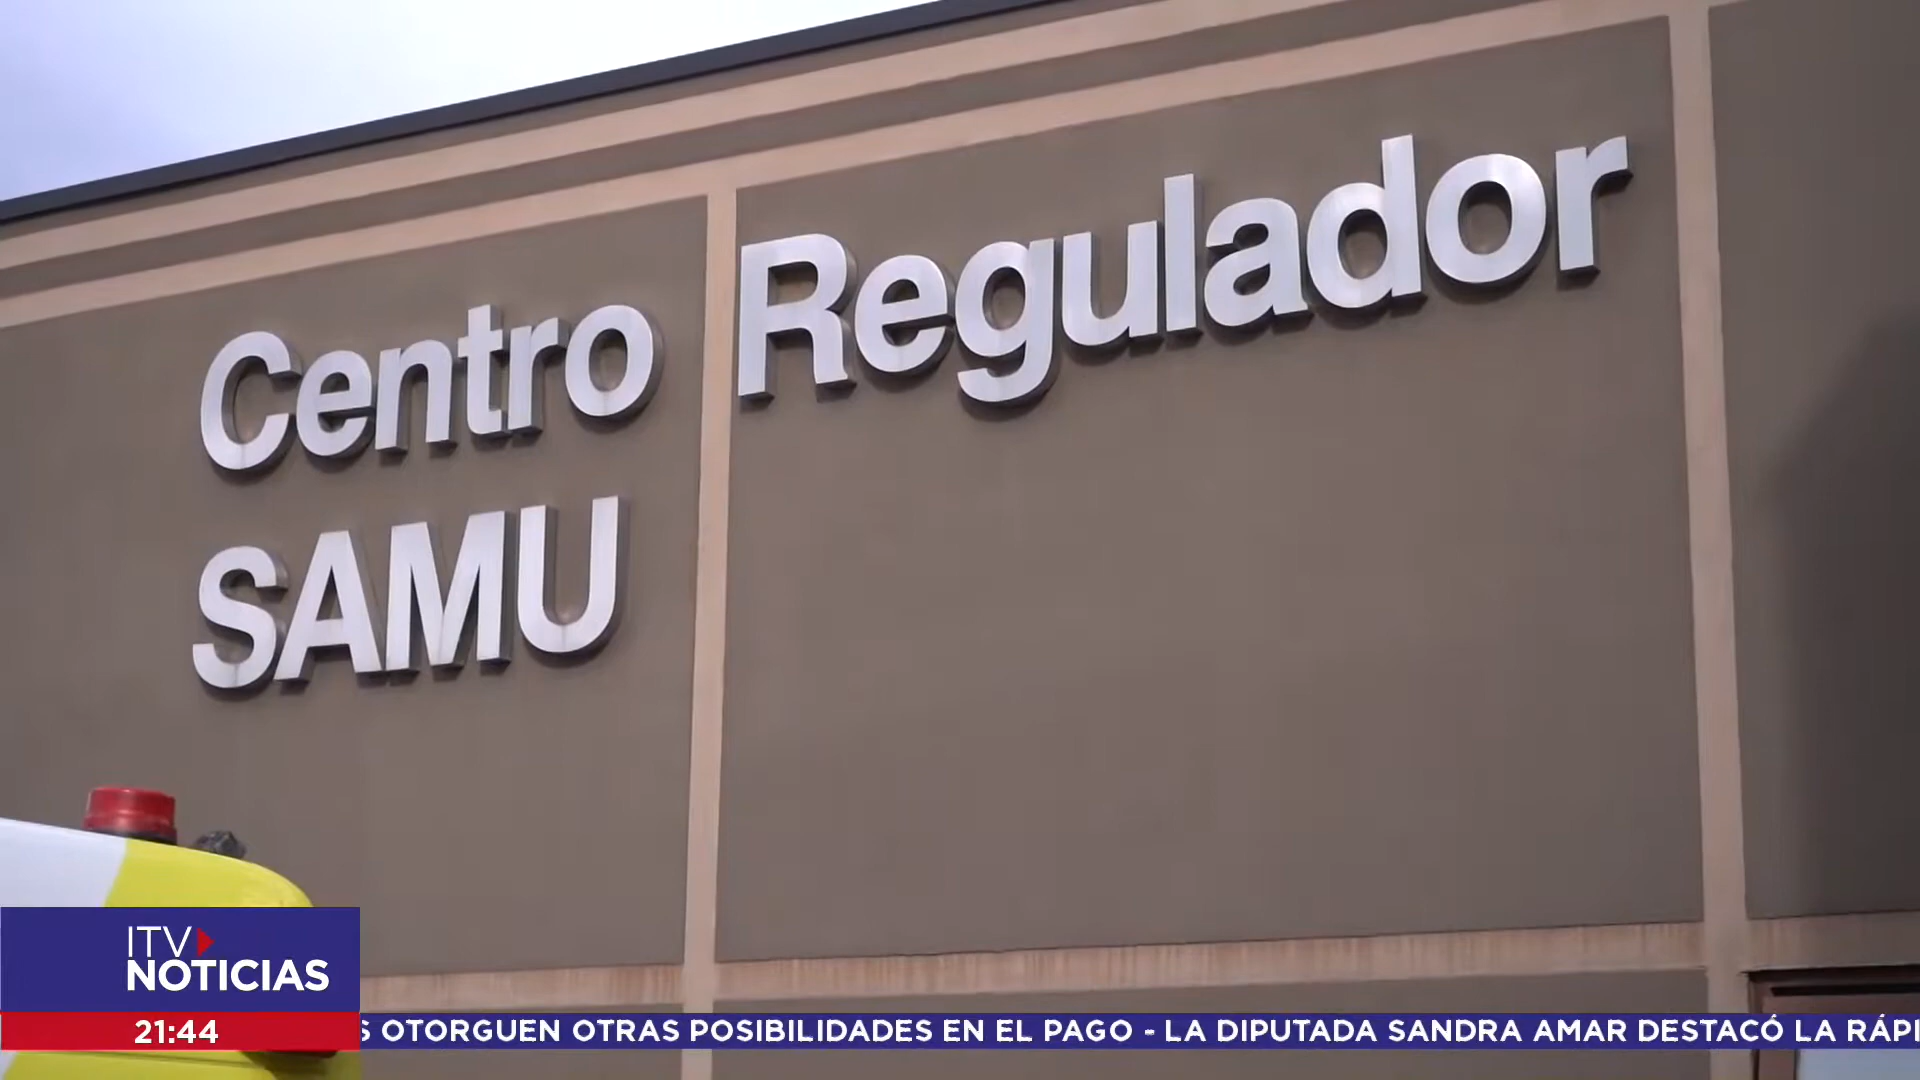 Centro Regulador
SAMU
ITV
NOTICIAS
21:44
S OTORGUEN OTRAS POSIBILIDADES EN EL PAGO - LA DIPUTADA SANDRA AMAR DESTACÓ LA RÁPI